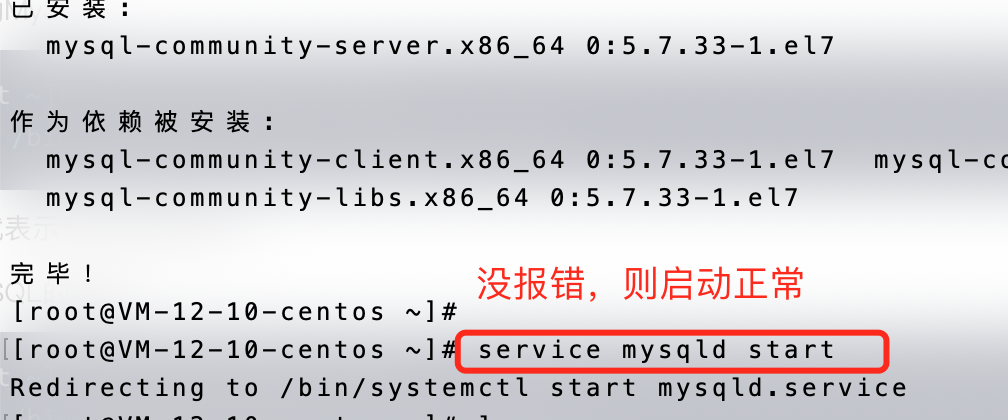 已安装:
mysql-community-server.x86_64 0:5.7.33-1.el7
作为依赖被安装:
mysql-community-client.x86_64 0:5.7.33-1.el7 mysql-co
mysql-community-libs.x86_64 0:5.7.33-1.el7
完毕!
没报错，则启动正常
[root@VM-12-10-centos ~]#
[root@VM-12-10-centos ~]# service mysqld start
Redirecting to /bin/systemctl start mysqld.service